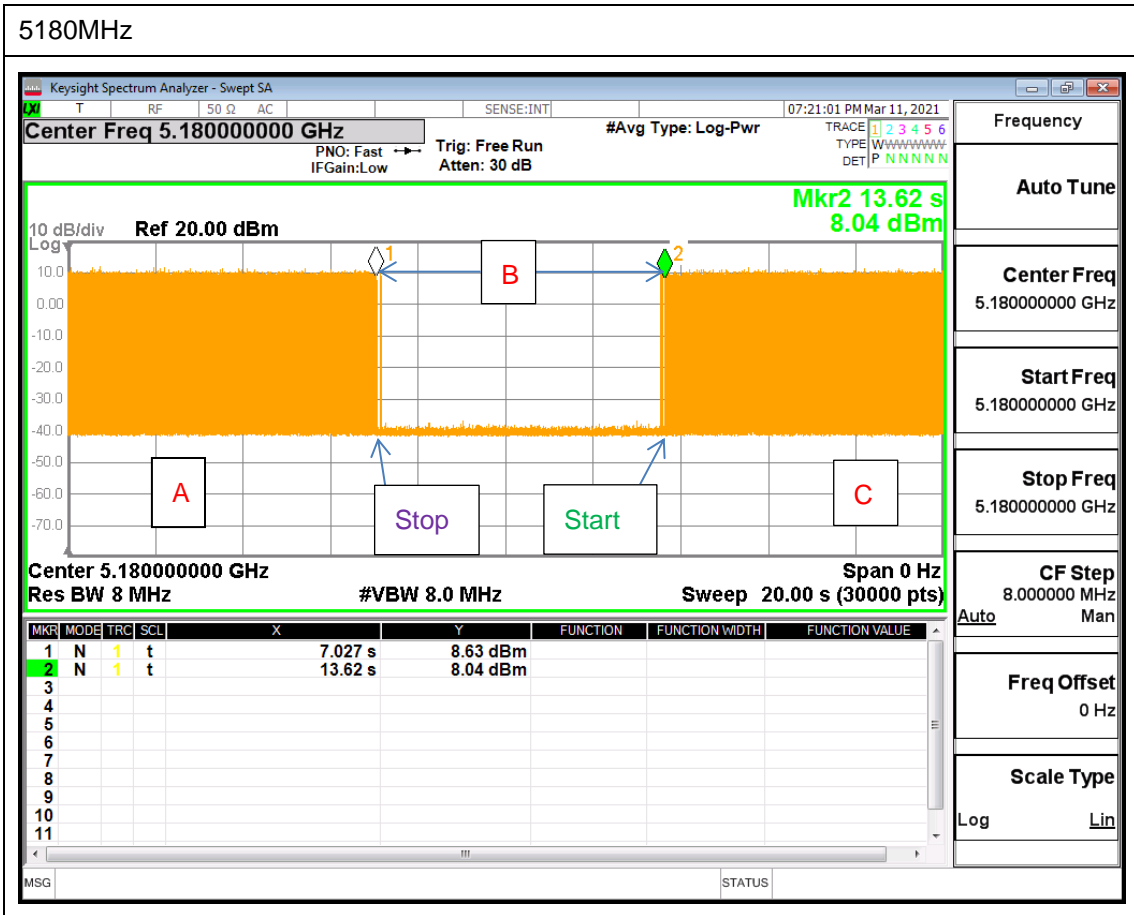 5180MHz
Keysight Spectrum Analyzer - Swept SA
LXI T RF 50 Ω AC SENSE:INT 07:21:01 PM Mar 11, 2021
Center Freq 5.180000000 GHz
PNO: Fast
IFGain:Low
Trig: Free Run
Atten: 30 dB
#Avg Type: Log-Pwr
TRACE 1 2 3 4 5 6
TYPE WWWWWW
DET P N N N N N
Mkr2 13.62 s
8.04 dBm
10 dB/div Ref 20.00 dBm
Log
10.0
0.00
-10.0
-20.0
-30.0
-40.0
-50.0
-60.0
-70.0
1
2
B
A
C
Stop
Start
Center 5.180000000 GHz Span 0 Hz
Res BW 8 MHz #VBW 8.0 MHz Sweep 20.00 s (30000 pts)
MKR MODE TRC SCL X Y FUNCTION FUNCTION WIDTH FUNCTION VALUE
1 N 1 t 7.027 s 8.63 dBm
2 N 1 t 13.62 s 8.04 dBm
3
4
5
6
7
8
9
10
11
MSG STATUS
Frequency
Auto Tune
Center Freq
5.180000000 GHz
Start Freq
5.180000000 GHz
Stop Freq
5.180000000 GHz
CF Step
8.000000 MHz
Auto Man
Freq Offset
0 Hz
Scale Type
Log Lin